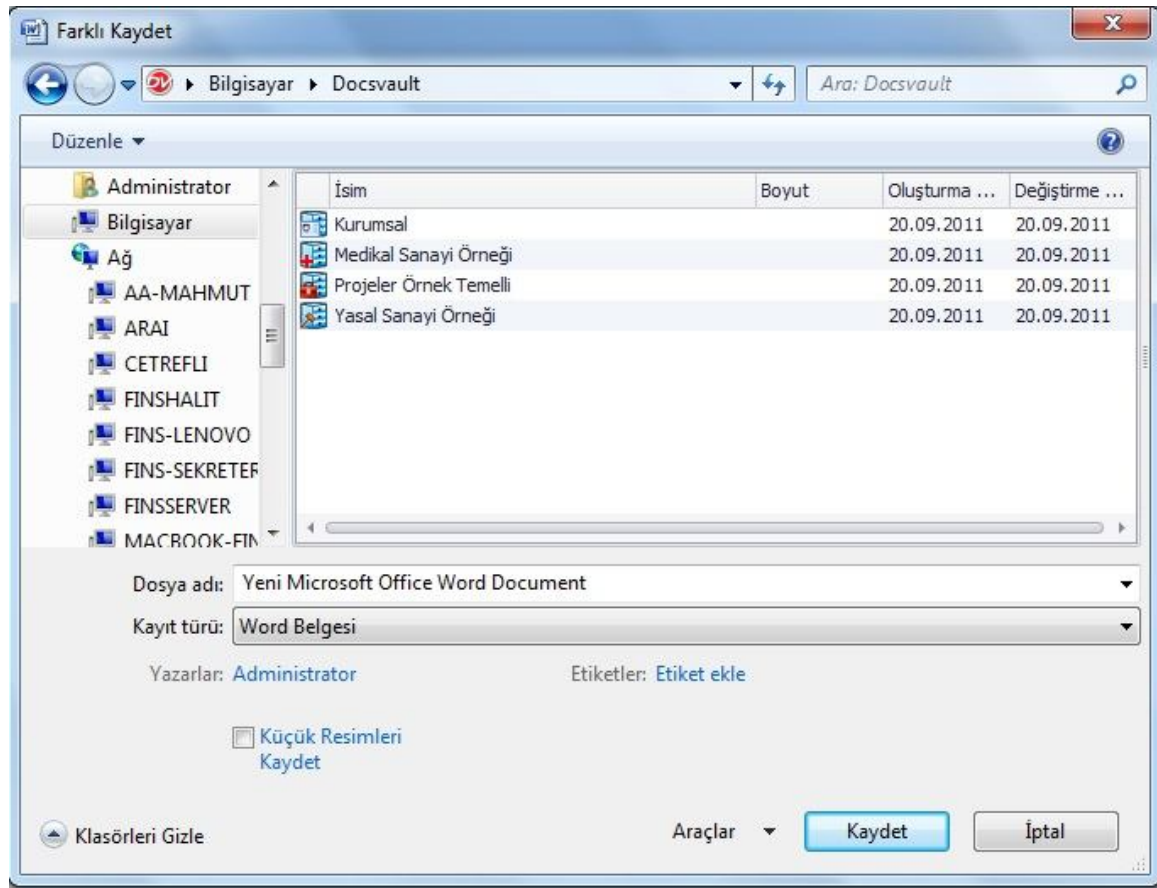 Farklı Kaydet
Bilgisayar Docsvault
Ara: Docsvault
Düzenle
Administrator
Bilgisayar
Ağ
AA-MAHMUT
ARAI
CETREFLI
FINSHALIT
FINS-LENOVO
FINS-SEKRETER
FINSSERVER
MACBOOK-FIN
İsim Boyut Oluşturma ... Değiştirme ...
Kurumsal 20.09.2011 20.09.2011
Medikal Sanayi Örneği 20.09.2011 20.09.2011
Projeler Örnek Temelli 20.09.2011 20.09.2011
Yasal Sanayi Örneği 20.09.2011 20.09.2011
Dosya adı: Yeni Microsoft Office Word Document
Kayıt türü: Word Belgesi
Yazarlar: Administrator Etiketler: Etiket ekle
Küçük Resimleri
Kaydet
Klasörleri Gizle Araçlar Kaydet İptal